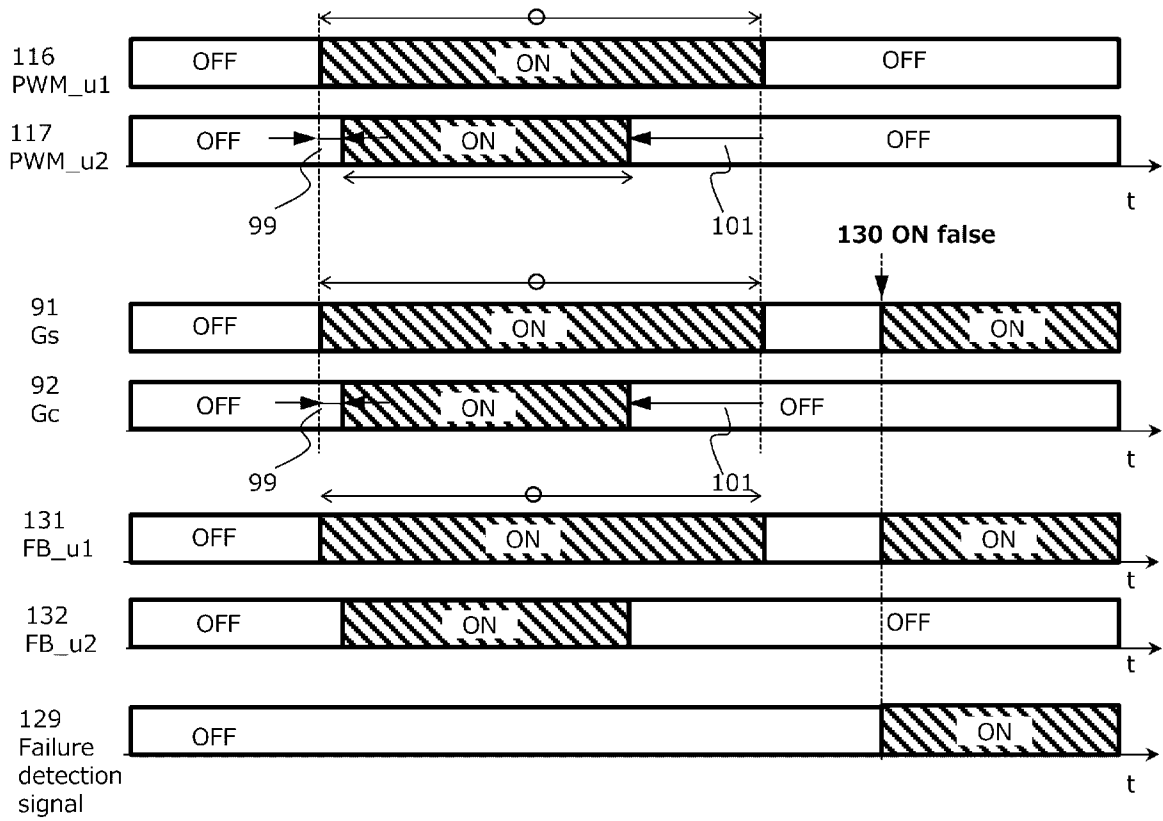 116
PWM_u1
OFF
ON
OFF
117
PWM_u2
OFF
ON
OFF
t
99
101
130 ON false
91
Gs
OFF
ON
ON
92
Gc
OFF
ON
OFF
t
99
101
131
FB_u1
OFF
ON
ON
t
132
FB_u2
OFF
ON
OFF
t
129
Failure
detection
signal
OFF
ON
t